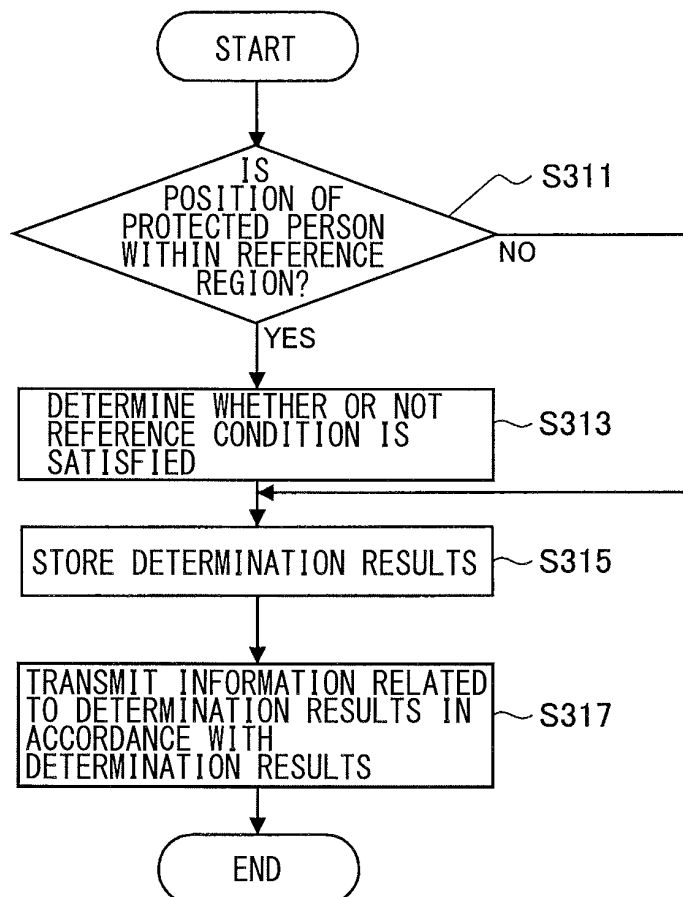 START
IS
POSITION OF
PROTECTED PERSON
WITHIN REFERENCE
REGION?
S311
NO
YES
DETERMINE WHETHER OR NOT
REFERENCE CONDITION IS
SATISFIED
S313
STORE DETERMINATION RESULTS
S315
TRANSMIT INFORMATION RELATED
TO DETERMINATION RESULTS IN
ACCORDANCE WITH
DETERMINATION RESULTS
S317
END